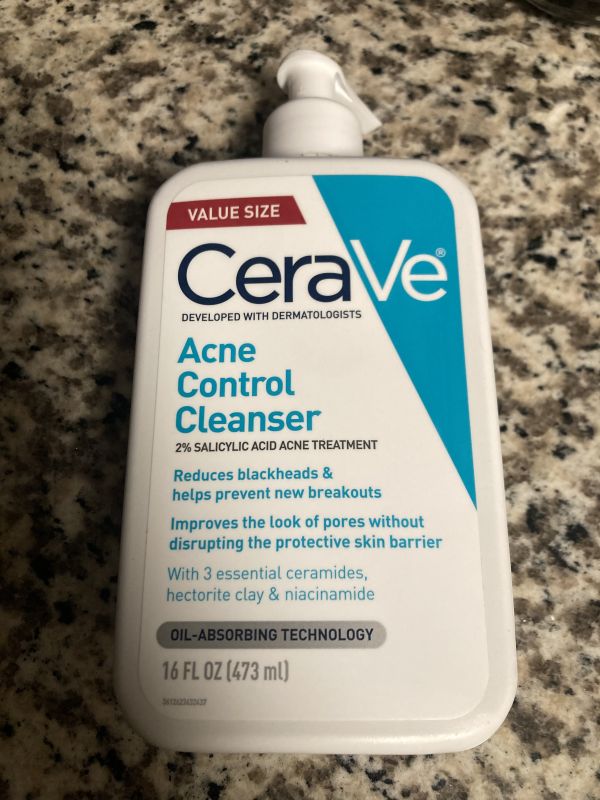 VALUE SIZE
CeraVe®
DEVELOPED WITH DERMATOLOGISTS
Acne
Control
Cleanser
2% SALICYLIC ACID ACNE TREATMENT
Reduces blackheads &
helps prevent new breakouts
Improves the look of pores without
disrupting the protective skin barrier
With 3 essential ceramides,
hectorite clay & niacinamide
OIL-ABSORBING TECHNOLOGY
16 FL OZ (473 ml)